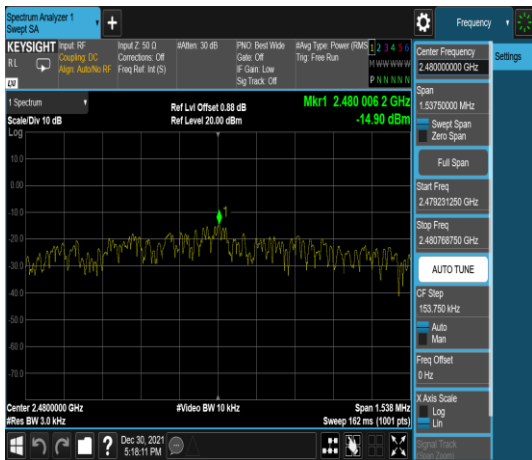 Spectrum Analyzer 1
Swept SA
Frequency
Settings
KEYSIGHT
RL
Input: RF
Coupling: DC
Align: Auto/No RF
Input Z: 50 Ω
Corrections: Off
Freq Ref: Int (S)
#Atten: 30 dB
PNO: Best Wide
Gate: Off
IF Gain: Low
Sig Track: Off
#Avg Type: Power (RMS
Trig: Free Run
1 2 3 4 5 6
M W W W W W
P N N N N N
1 Spectrum
Scale/Div 10 dB
Ref Lvl Offset 0.88 dB
Ref Level 20.00 dBm
Mkr1 2.480 006 2 GHz
-14.90 dBm
Log
10.0
0.00
-10.0
1
-20.0
-30.0
-40.0
-50.0
-60.0
-70.0
Center 2.4800000 GHz
#Res BW 3.0 kHz
#Video BW 10 kHz
Span 1.538 MHz
Sweep 162 ms (1001 pts)
Center Frequency
2.480000000 GHz
Span
1.53750000 MHz
Swept Span
Zero Span
Full Span
Start Freq
2.479231250 GHz
Stop Freq
2.480768750 GHz
AUTO TUNE
CF Step
153.750 kHz
Auto
Man
Freq Offset
0 Hz
X Axis Scale
Log
Lin
Signal Track
(Span Zoom)
Dec 30, 2021
5:18:11 PM